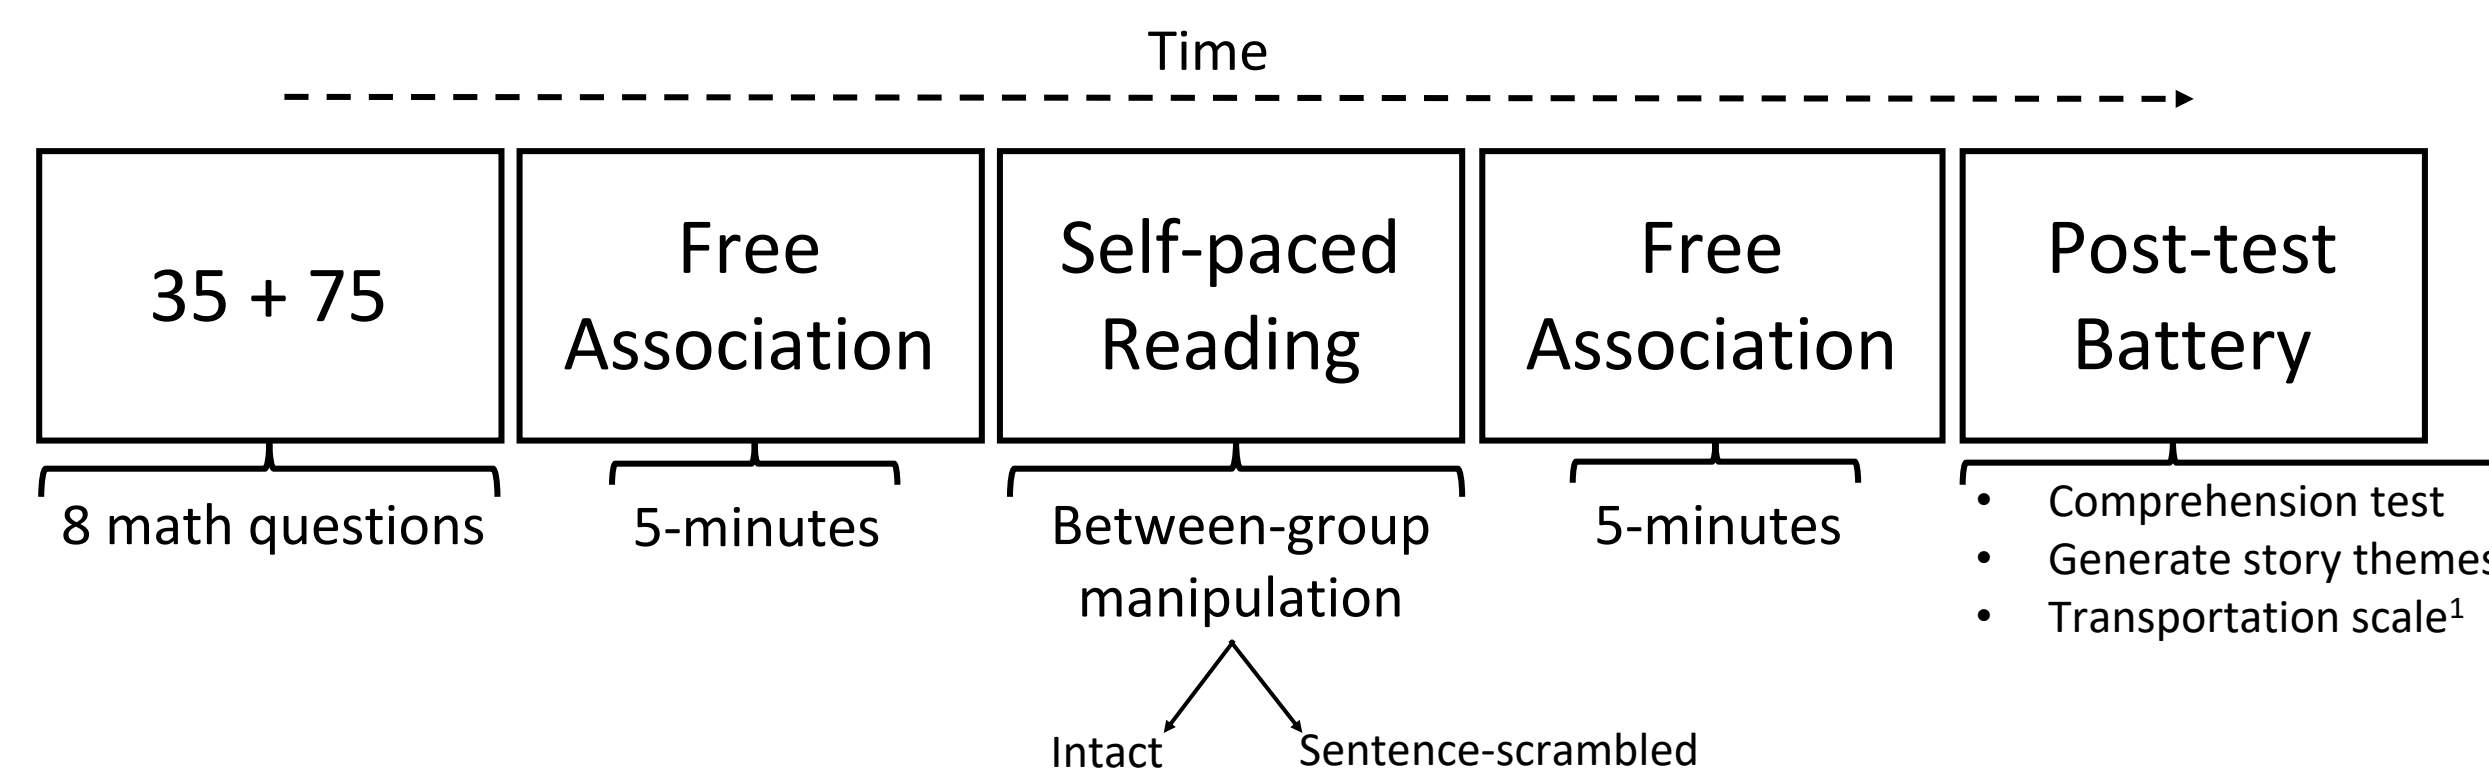 Time
35 + 75
Free
Association
Self-paced
Reading
Free
Association
Post-test
Battery
8 math questions
5-minutes
Between-group
manipulation
Intact
Sentence-scrambled
5-minutes
• Comprehension test
• Generate story themes
• Transportation scale¹